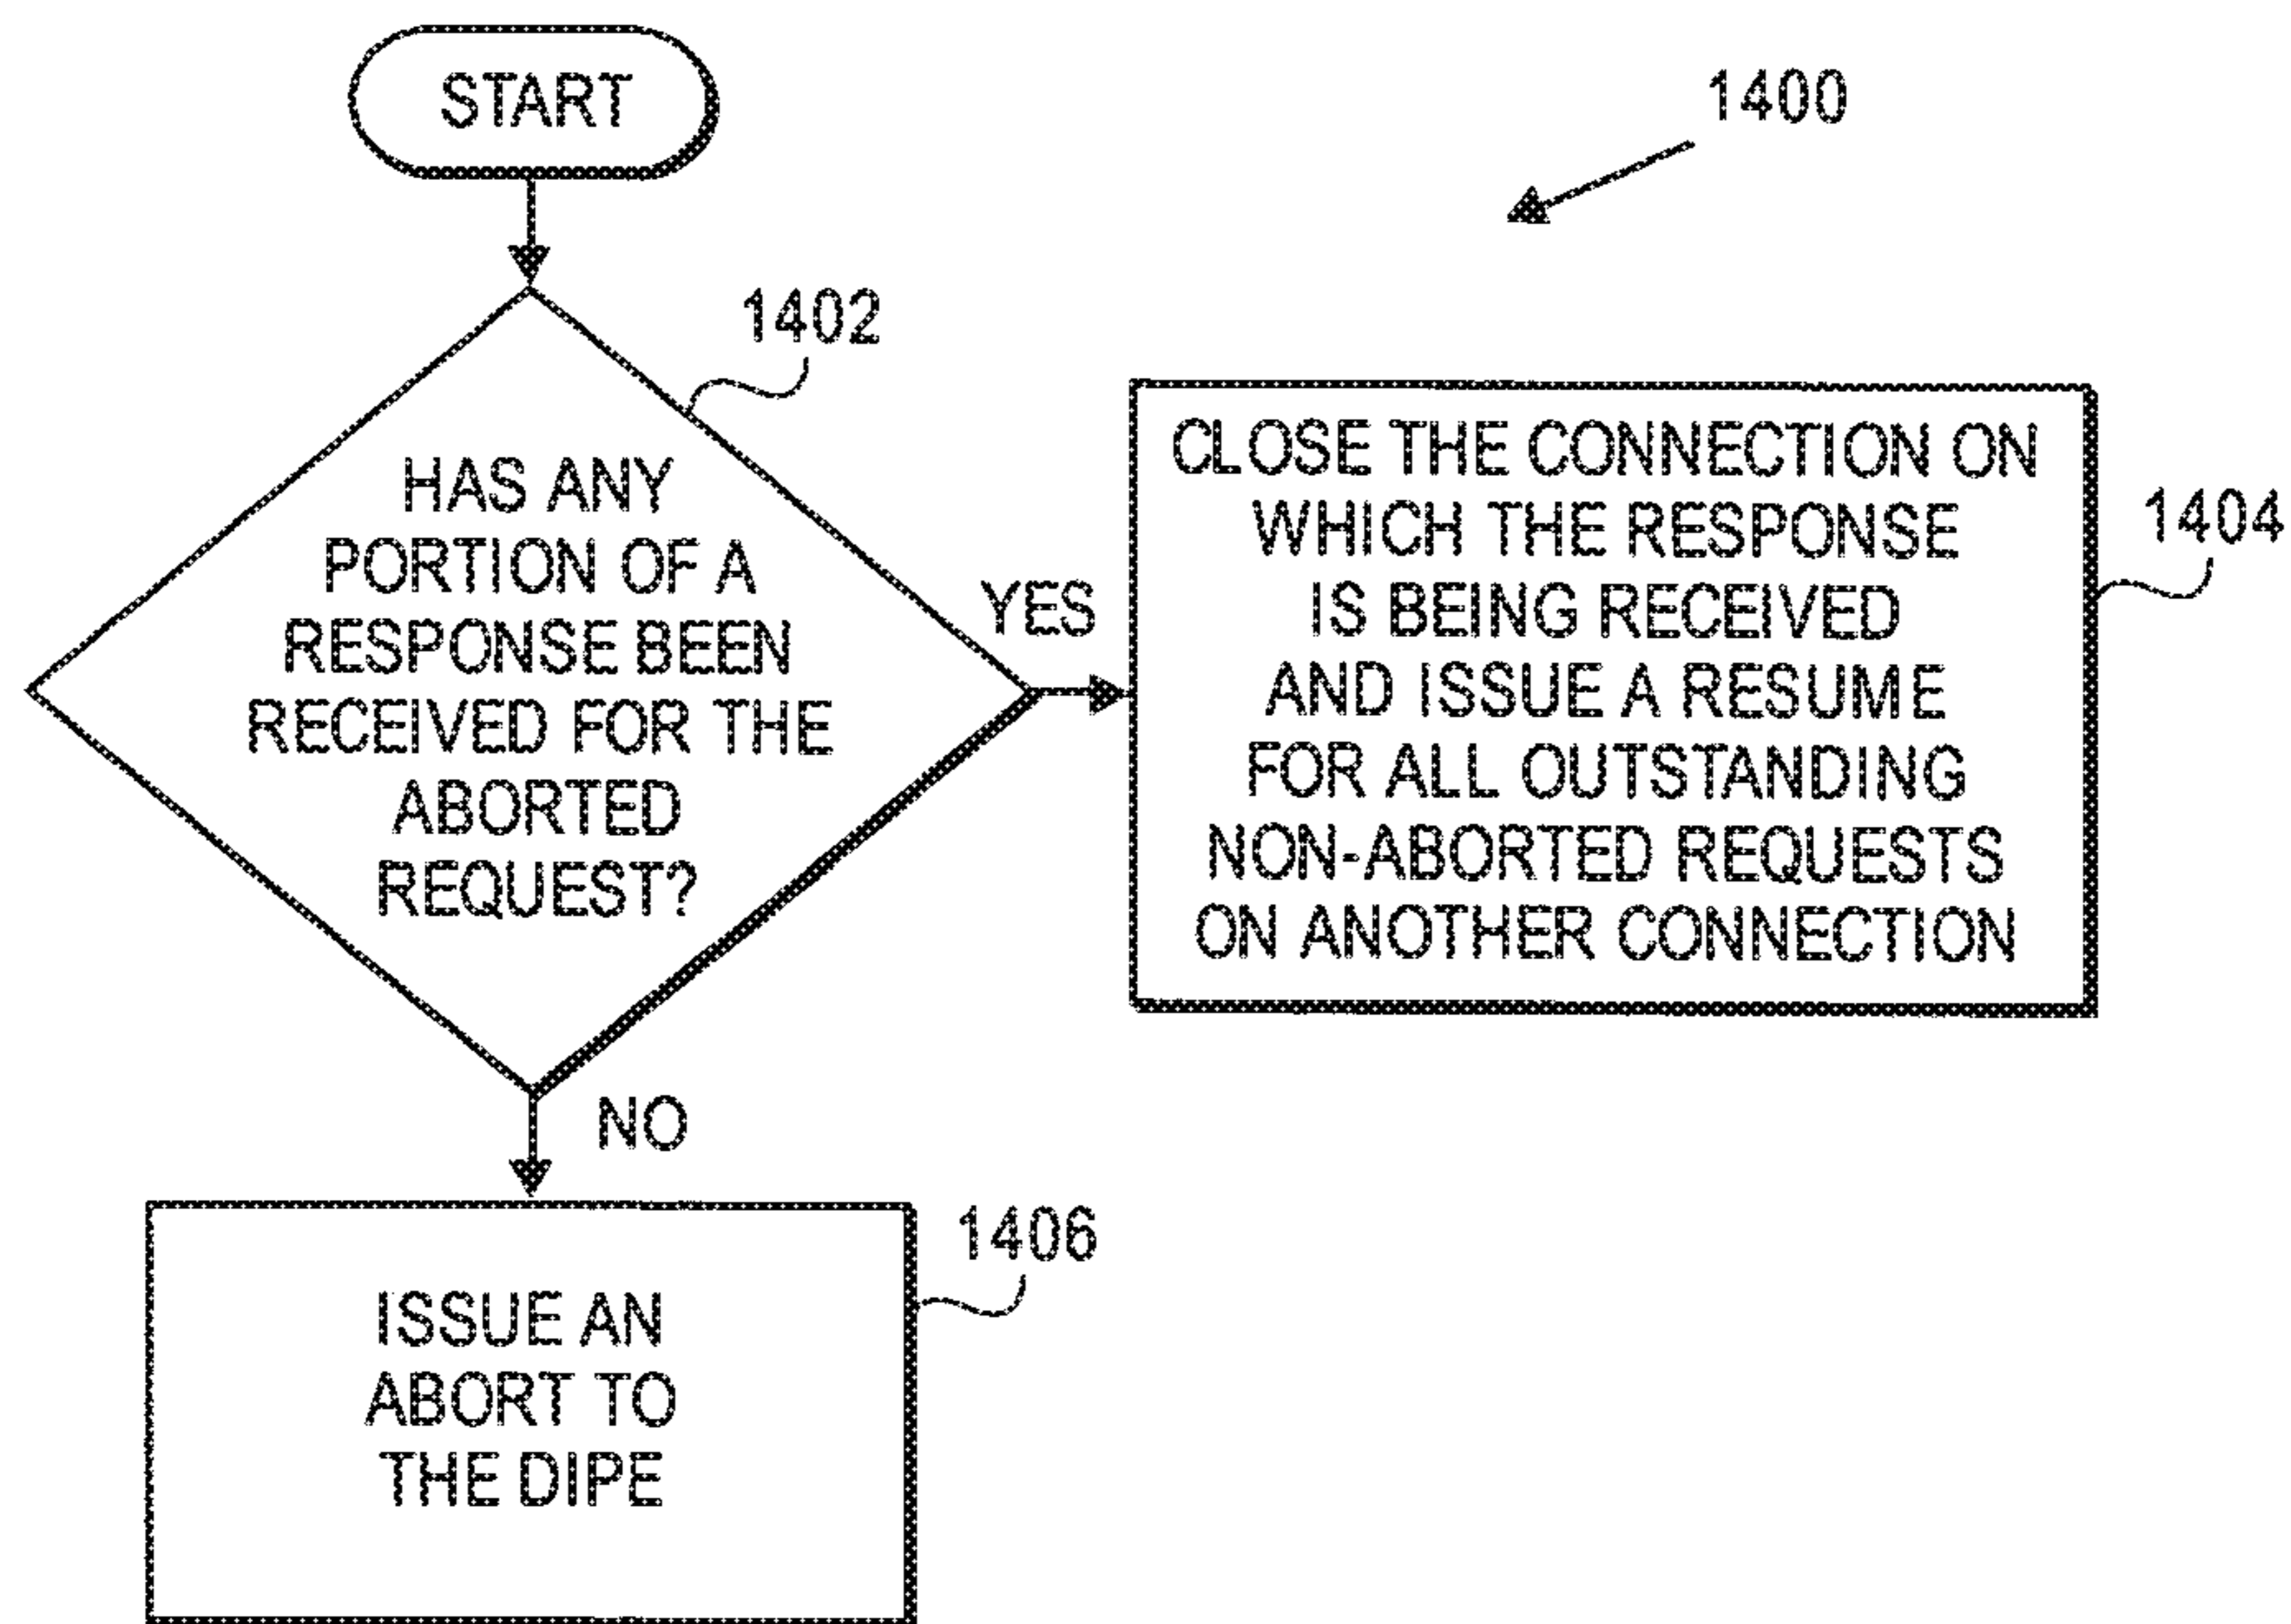 START
1400
1402
HAS ANY
PORTION OF A
RESPONSE BEEN
RECEIVED FOR THE
ABORTED
REQUEST?
YES
CLOSE THE CONNECTION ON
WHICH THE RESPONSE
IS BEING RECEIVED
AND ISSUE A RESUME
FOR ALL OUTSTANDING
NON-ABORTED REQUESTS
ON ANOTHER CONNECTION
1404
NO
1406
ISSUE AN
ABORT TO
THE DIPE